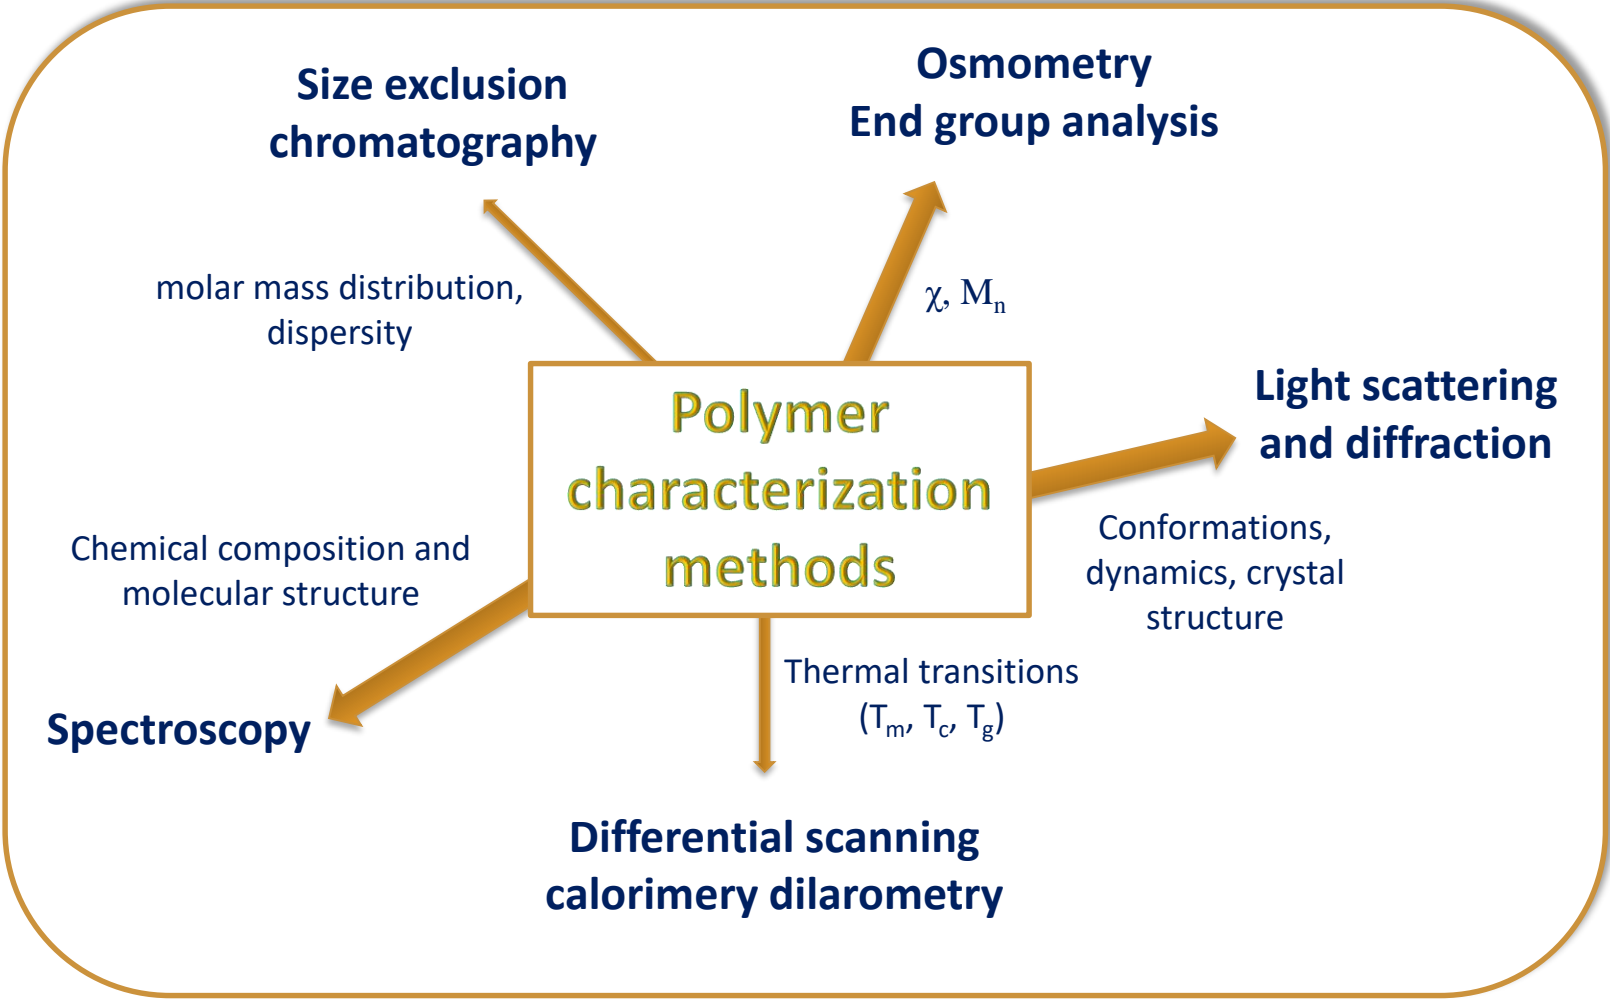 Size exclusion
chromatography
Osmometry
End group analysis
molar mass distribution,
dispersity
χ, Mn
Light scattering
and diffraction
Polymer
characterization
methods
Conformations,
dynamics, crystal
structure
Chemical composition and
molecular structure
Spectroscopy
Thermal transitions
(Tm, Tc, Tg)
Differential scanning
calorimery dilarometry